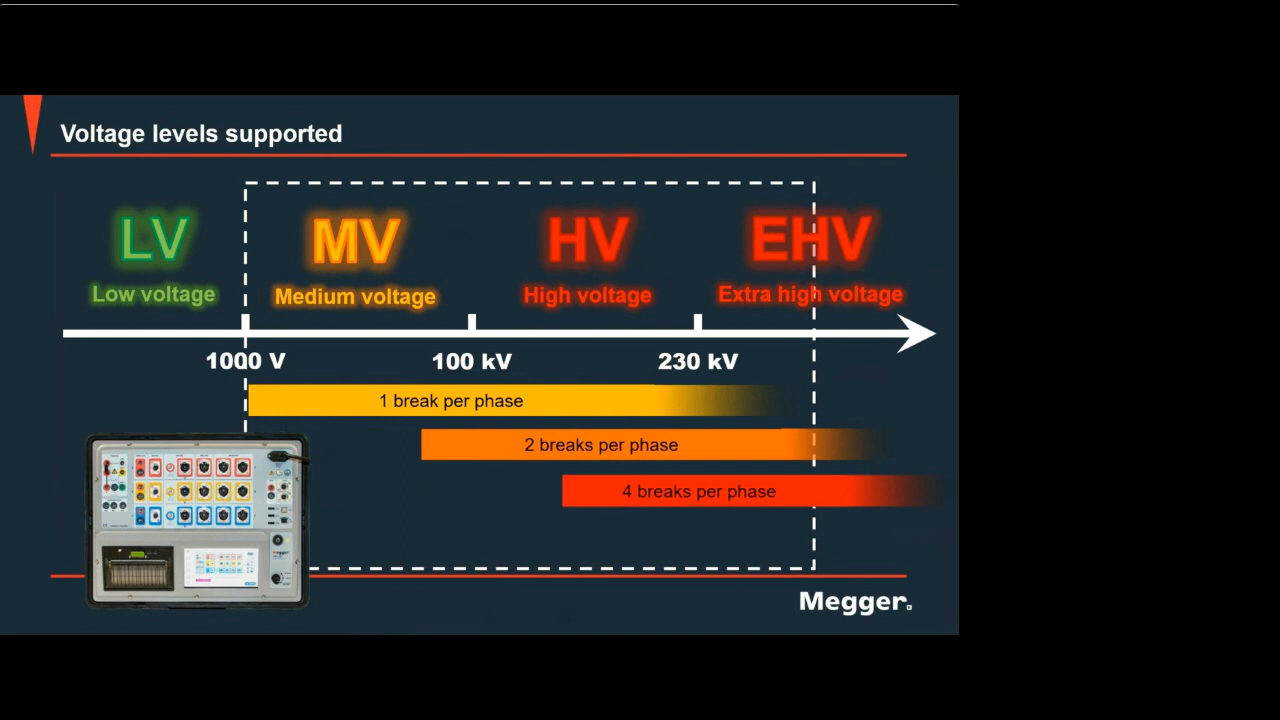 Voltage levels supported
LV
MV
HV
EHV
Low voltage
Medium voltage
High voltage
Extra high voltage
1000 V
100 kV
230 kV
1 break per phase
2 breaks per phase
4 breaks per phase
Megger